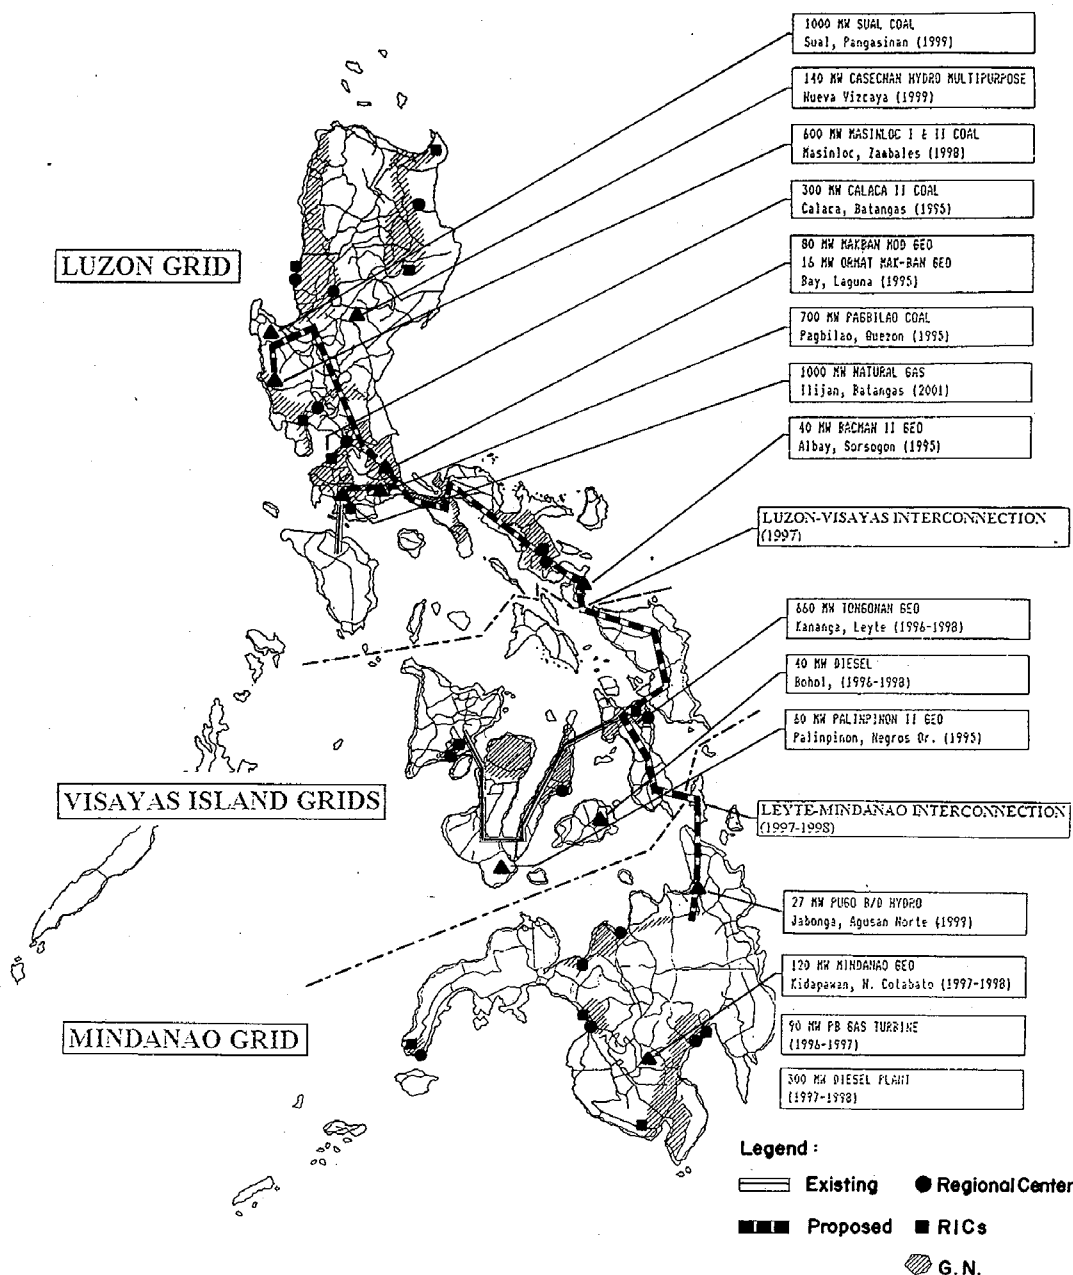 1000 MW SUAL COAL
Sual, Pangasinan (1999)
140 MW CASECNAN HYDRO MULTIPURPOSE
Nueva Vizcaya (1999)
600 MW MASINLOC I & II COAL
Masinloc, Zambales (1998)
300 MW CALACA II COAL
Calaca, Batangas (1995)
80 MW MAKBAN MOD GEO
16 MW ORMAT MAK-BAN GEO
Bay, Laguna (1995)
700 MW PAGBILAO COAL
Pagbilao, Quezon (1995)
1000 MW NATURAL GAS
Ilijan, Batangas (2001)
40 MW BACMAN II GEO
Albay, Sorsogon (1995)
LUZON GRID
LUZON-VISAYAS INTERCONNECTION
(1997)
660 MW TONGONAN GEO
Kananga, Leyte (1996-1998)
40 MW DIESEL
Bohol, (1996-1998)
80 MW PALINPINON II GEO
Palinpinon, Negros Or. (1995)
VISAYAS ISLAND GRIDS
LEYTE-MINDANAO INTERCONNECTION
(1997-1998)
27 MW PUGO B/D HYDRO
Jabonga, Agusan Norte (1999)
120 MW MINDANAO GEO
Kidapawan, N. Cotabato (1997-1998)
MINDANAO GRID
90 MW PB GAS TURBINE
(1996-1997)
300 MW DIESEL PLANT
(1997-1998)
Legend :
Existing
Regional Center
Proposed
RICs
G. N.